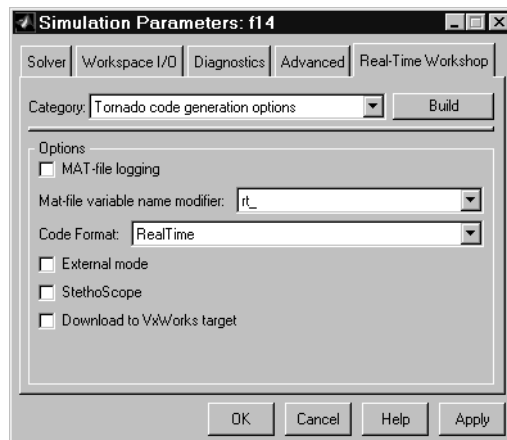 Simulation Parameters: f14
Solver Workspace I/O Diagnostics Advanced Real-Time Workshop
Category: Tornado code generation options Build
Options
MAT-file logging
Mat-file variable name modifier: rt_
Code Format: RealTime
External mode
StethoScope
Download to VxWorks target
OK Cancel Help Apply